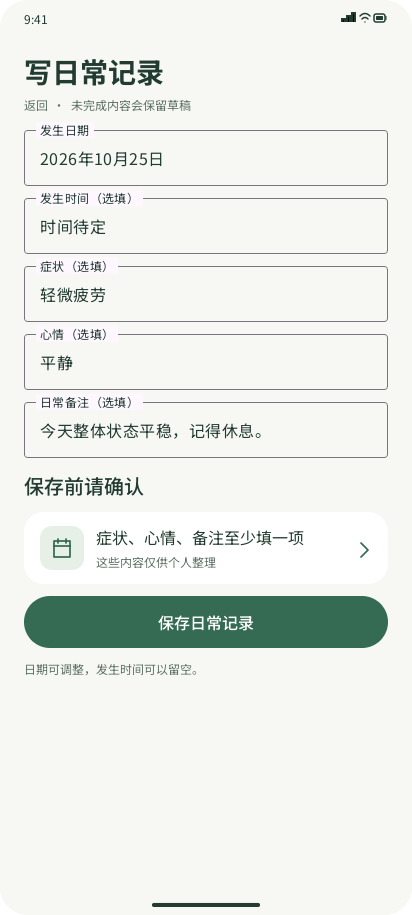 9:41
写日常记录
返回 · 未完成内容会保留草稿
发生日期
2026年10月25日
发生时间（选填）
时间待定
症状（选填）
轻微疲劳
心情（选填）
平静
日常备注（选填）
今天整体状态平稳，记得休息。
保存前请确认
症状、心情、备注至少填一项
这些内容仅供个人整理
保存日常记录
日期可调整，发生时间可以留空。